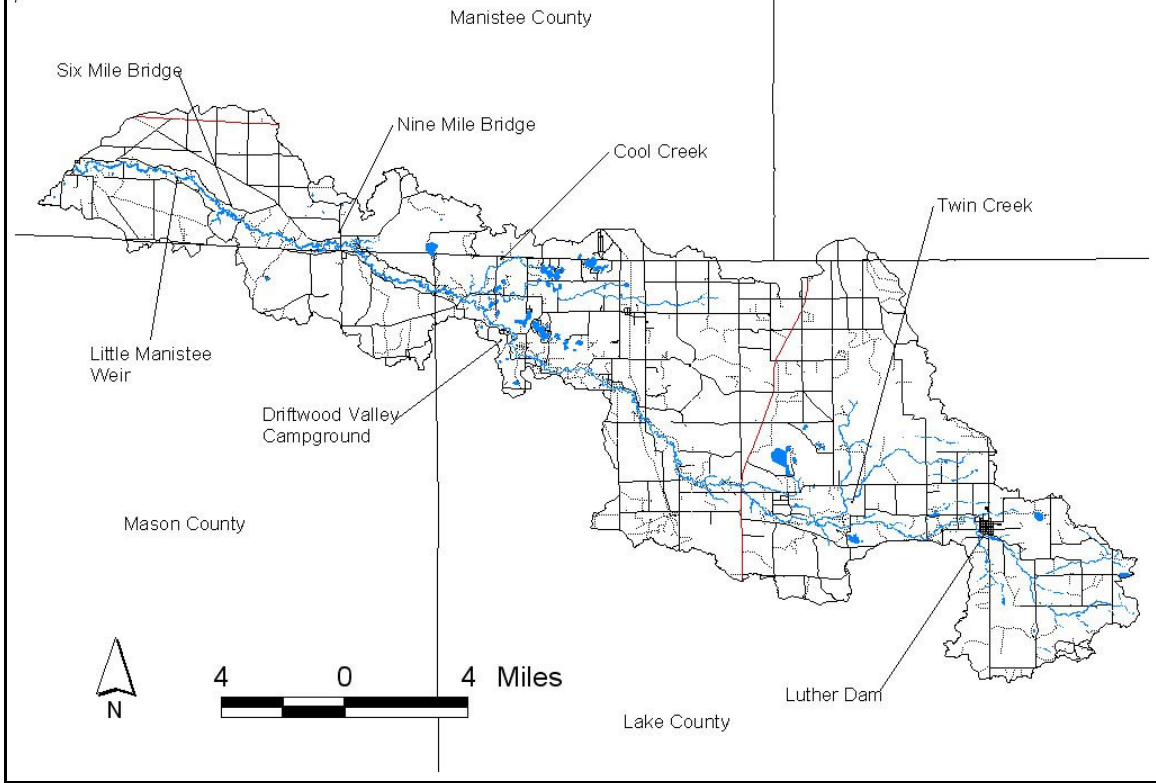 Manistee County
Six Mile Bridge
Nine Mile Bridge
Cool Creek
Twin Creek
Little Manistee
Weir
Driftwood Valley
Campground
Mason County
N
4 0 4 Miles
Luther Dam
Lake County